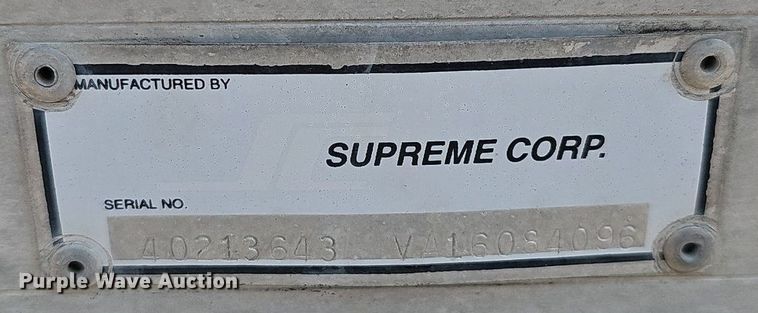 MANUFACTURED BY
SUPREME CORP.
SERIAL NO.
40213643 VA16084096
Purple Wave Auction